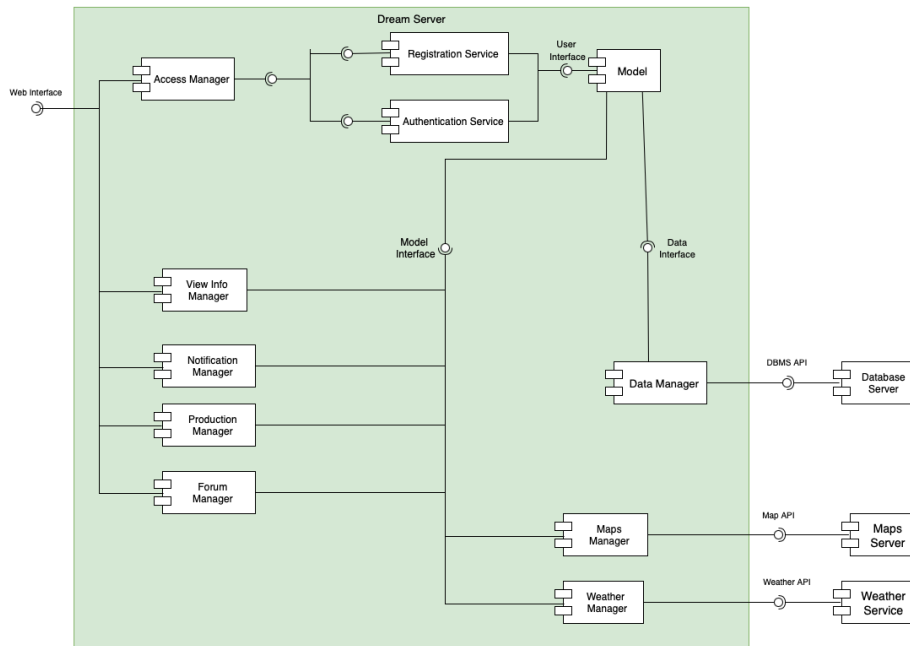 Dream Server
Web Interface
Access Manager
Registration Service
Authentication Service
User
Interface
Model
Model
Interface
Data
Interface
View Info
Manager
Notification
Manager
Production
Manager
Forum
Manager
Data Manager
DBMS API
Database
Server
Maps
Manager
Map API
Maps
Server
Weather
Manager
Weather API
Weather
Service